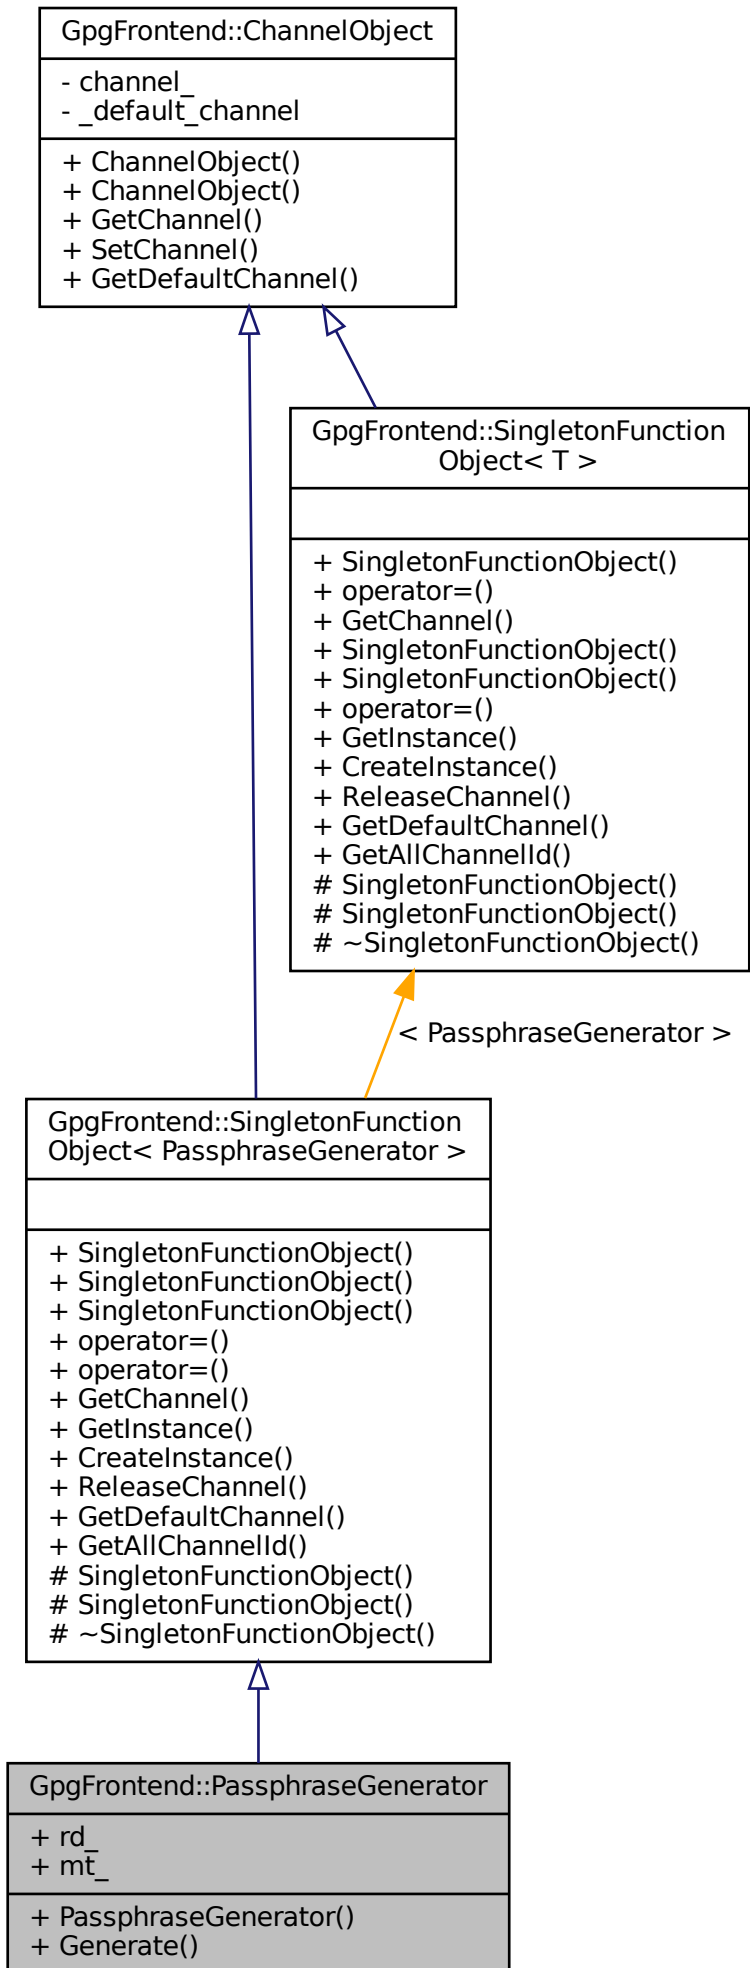 GpgFrontend::ChannelObject
- channel_
- _default_channel
+ ChannelObject()
+ ChannelObject()
+ GetChannel()
+ SetChannel()
+ GetDefaultChannel()
GpgFrontend::SingletonFunction
Object< T >
+ SingletonFunctionObject()
+ operator=()
+ GetChannel()
+ SingletonFunctionObject()
+ SingletonFunctionObject()
+ operator=()
+ GetInstance()
+ CreateInstance()
+ ReleaseChannel()
+ GetDefaultChannel()
+ GetAllChannelId()
# SingletonFunctionObject()
# SingletonFunctionObject()
# ~SingletonFunctionObject()
< PassphraseGenerator >
GpgFrontend::SingletonFunction
Object< PassphraseGenerator >
+ SingletonFunctionObject()
+ SingletonFunctionObject()
+ SingletonFunctionObject()
+ operator=()
+ operator=()
+ GetChannel()
+ GetInstance()
+ CreateInstance()
+ ReleaseChannel()
+ GetDefaultChannel()
+ GetAllChannelId()
# SingletonFunctionObject()
# SingletonFunctionObject()
# ~SingletonFunctionObject()
GpgFrontend::PassphraseGenerator
+ rd_
+ mt_
+ PassphraseGenerator()
+ Generate()